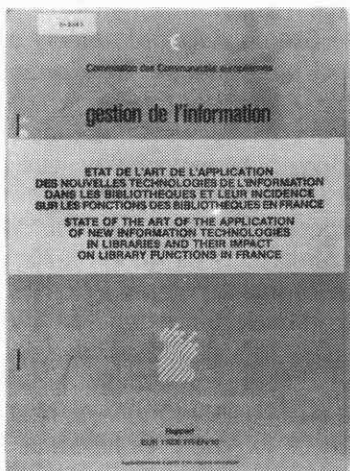 Commission des Communautés européennes
gestion de l'information
ETAT DE L'ART DE L'APPLICATION
DES NOUVELLES TECHNOLOGIES DE L'INFORMATION
DANS LES BIBLIOTHEQUES ET LEUR INCIDENCE
SUR LES FONCTIONS DES BIBLIOTHEQUES EN FRANCE
STATE OF THE ART OF THE APPLICATION
OF NEW INFORMATION TECHNOLOGIES
IN LIBRARIES AND THEIR IMPACT
ON LIBRARY FUNCTIONS IN FRANCE
Rapport
EUR